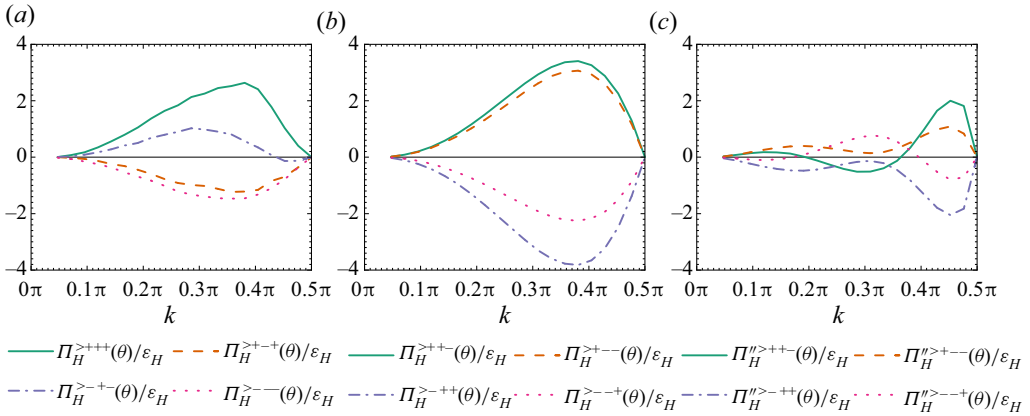 (a) (b) (c)
4 4 4
2 2 2
0 0 0
−2 −2 −2
−4 −4 −4
0π 0.1π 0.2π 0.3π 0.4π 0.5π 0π 0.1π 0.2π 0.3π 0.4π 0.5π 0π 0.1π 0.2π 0.3π 0.4π 0.5π
k k k
Π_H^{>+++}(θ)/ε_H Π_H^{>+−+}(θ)/ε_H Π_H^{>++−}(θ)/ε_H Π_H^{>+−−}(θ)/ε_H Π_H^{″>++−}(θ)/ε_H Π_H^{″>+−−}(θ)/ε_H
Π_H^{>−+−}(θ)/ε_H Π_H^{>−−−}(θ)/ε_H Π_H^{>−++}(θ)/ε_H Π_H^{>−−+}(θ)/ε_H Π_H^{″>−++}(θ)/ε_H Π_H^{″>−−+}(θ)/ε_H